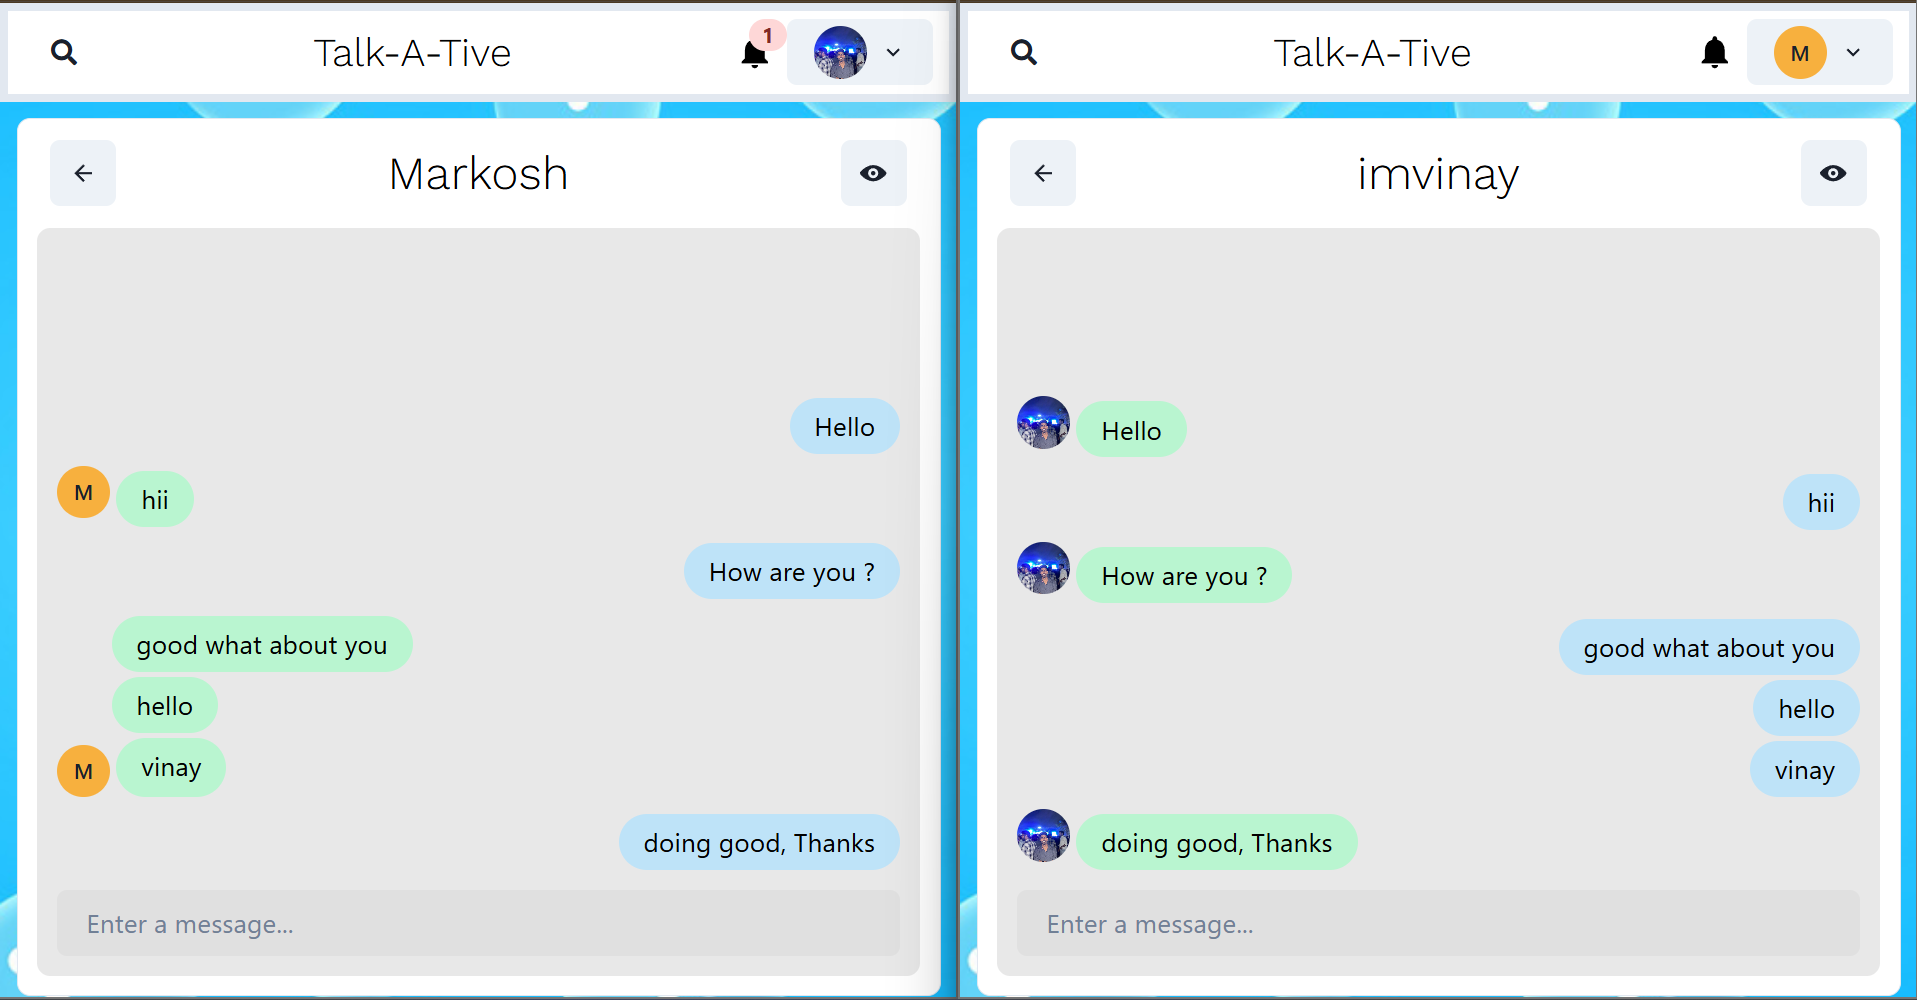 Talk-A-Tive
1
Markosh
Hello
M
hii
How are you ?
good what about you
hello
M
vinay
doing good, Thanks
Enter a message...
Talk-A-Tive
M
imvinay
Hello
hii
How are you ?
good what about you
hello
vinay
doing good, Thanks
Enter a message...